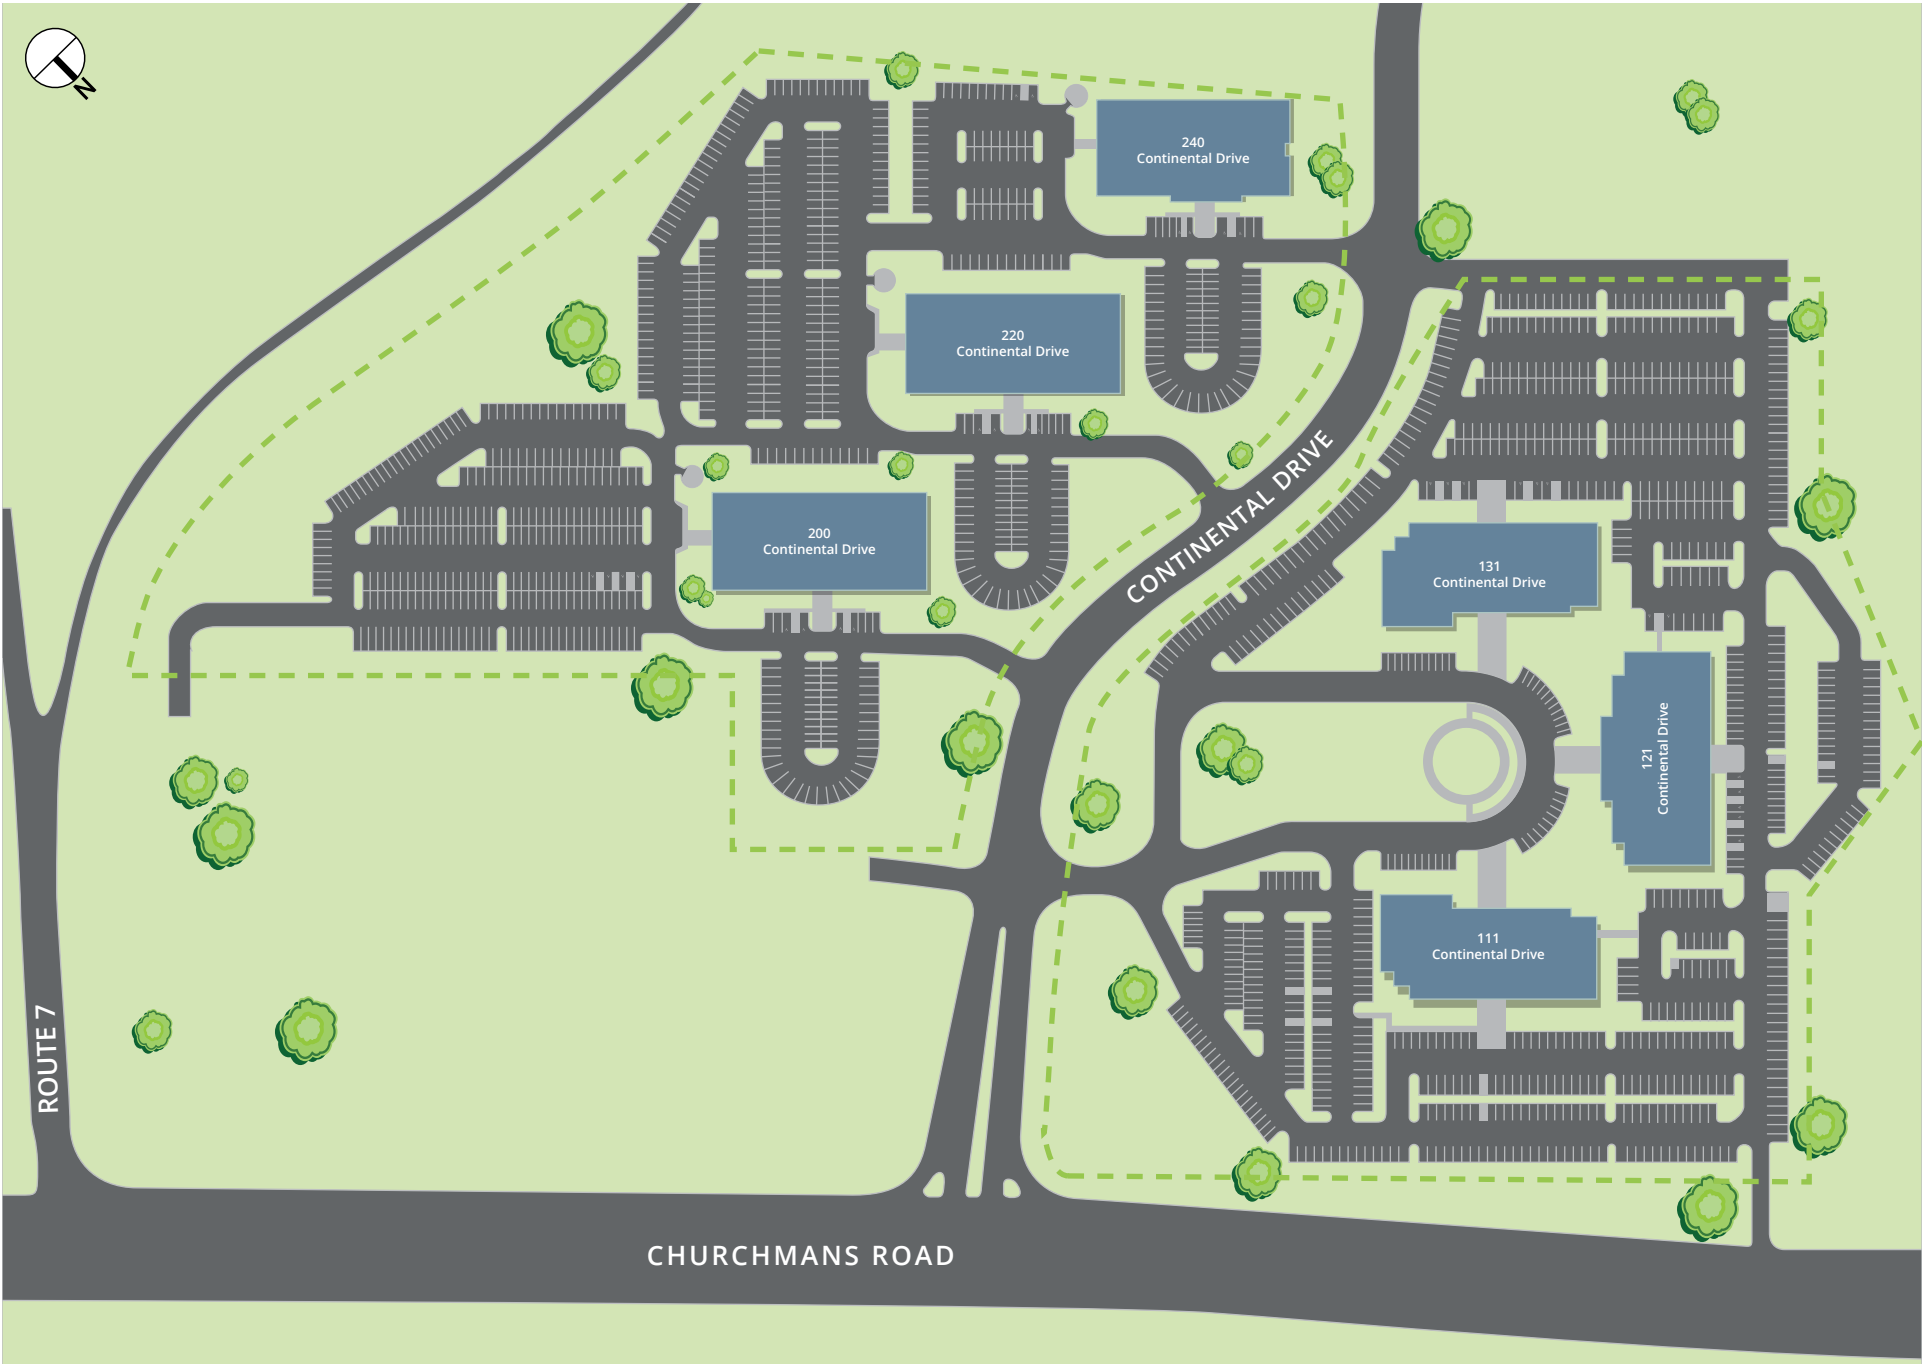 N
240
Continental Drive
220
Continental Drive
200
Continental Drive
CONTINENTAL DRIVE
131
Continental Drive
121
Continental Drive
111
Continental Drive
ROUTE 7
CHURCHMANS ROAD